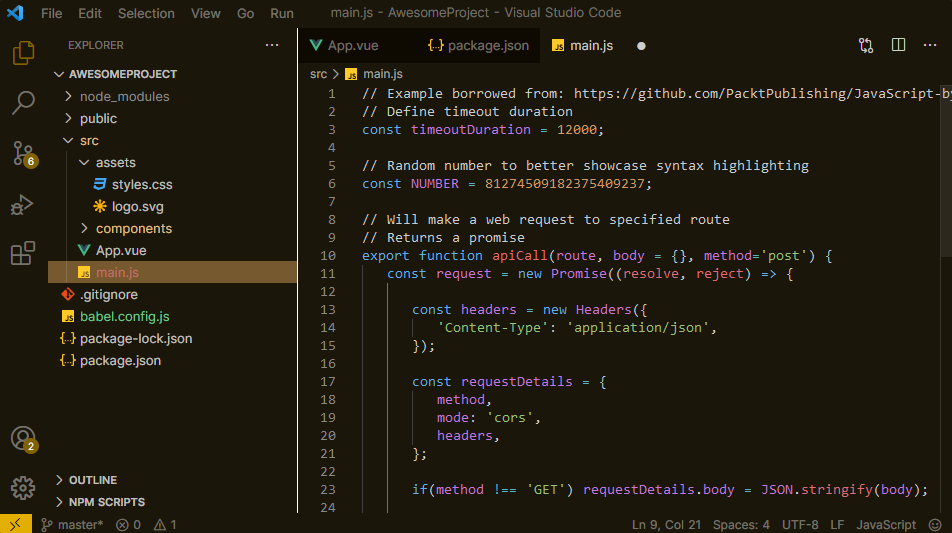 File Edit Selection View Go Run main.js - AwesomeProject - Visual Studio Code
EXPLORER
AWESOMEPROJECT
node_modules
public
src
assets
styles.css
logo.svg
components
App.vue
main.js
.gitignore
babel.config.js
package-lock.json
package.json
OUTLINE
NPM SCRIPTS
6
2
App.vue package.json main.js
src > main.js
1 // Example borrowed from: https://github.com/PacktPublishing/JavaScript-by
2 // Define timeout duration
3 const timeoutDuration = 12000;
4
5 // Random number to better showcase syntax highlighting
6 const NUMBER = 81274509182375409237;
7
8 // Will make a web request to specified route
9 // Returns a promise
10 export function apiCall(route, body = {}, method='post') {
11 const request = new Promise((resolve, reject) => {
12
13 const headers = new Headers({
14 'Content-Type': 'application/json',
15 });
16
17 const requestDetails = {
18 method,
19 mode: 'cors',
20 headers,
21 };
22
23 if(method !== 'GET') requestDetails.body = JSON.stringify(body);
24
master* 0 1 Ln 9, Col 21 Spaces: 4 UTF-8 LF JavaScript